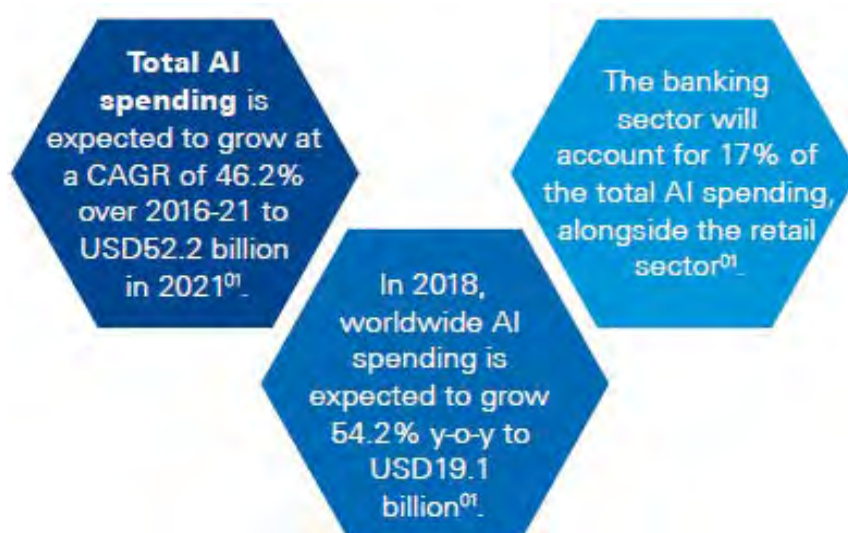 Total AI
spending is
expected to grow at
a CAGR of 46.2%
over 2016-21 to
USD52.2 billion
in 2021⁰¹.
In 2018,
worldwide AI
spending is
expected to grow
54.2% y-o-y to
USD19.1
billion⁰¹.
The banking
sector will
account for 17% of
the total AI spending,
alongside the retail
sector⁰¹.